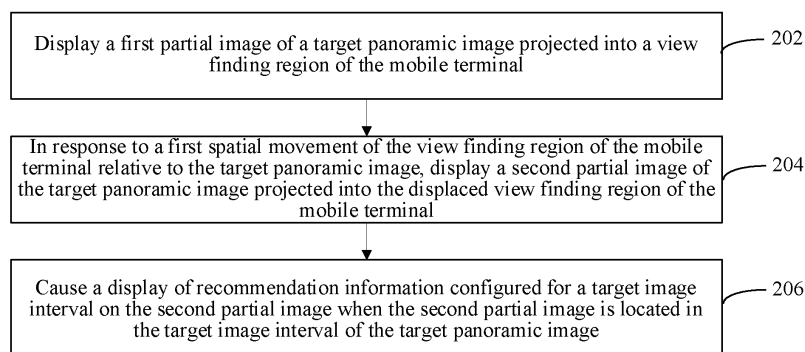 Display a first partial image of a target panoramic image projected into a view
finding region of the mobile terminal
202
In response to a first spatial movement of the view finding region of the mobile
terminal relative to the target panoramic image, display a second partial image of
the target panoramic image projected into the displaced view finding region of the
mobile terminal
204
Cause a display of recommendation information configured for a target image
interval on the second partial image when the second partial image is located in
the target image interval of the target panoramic image
206